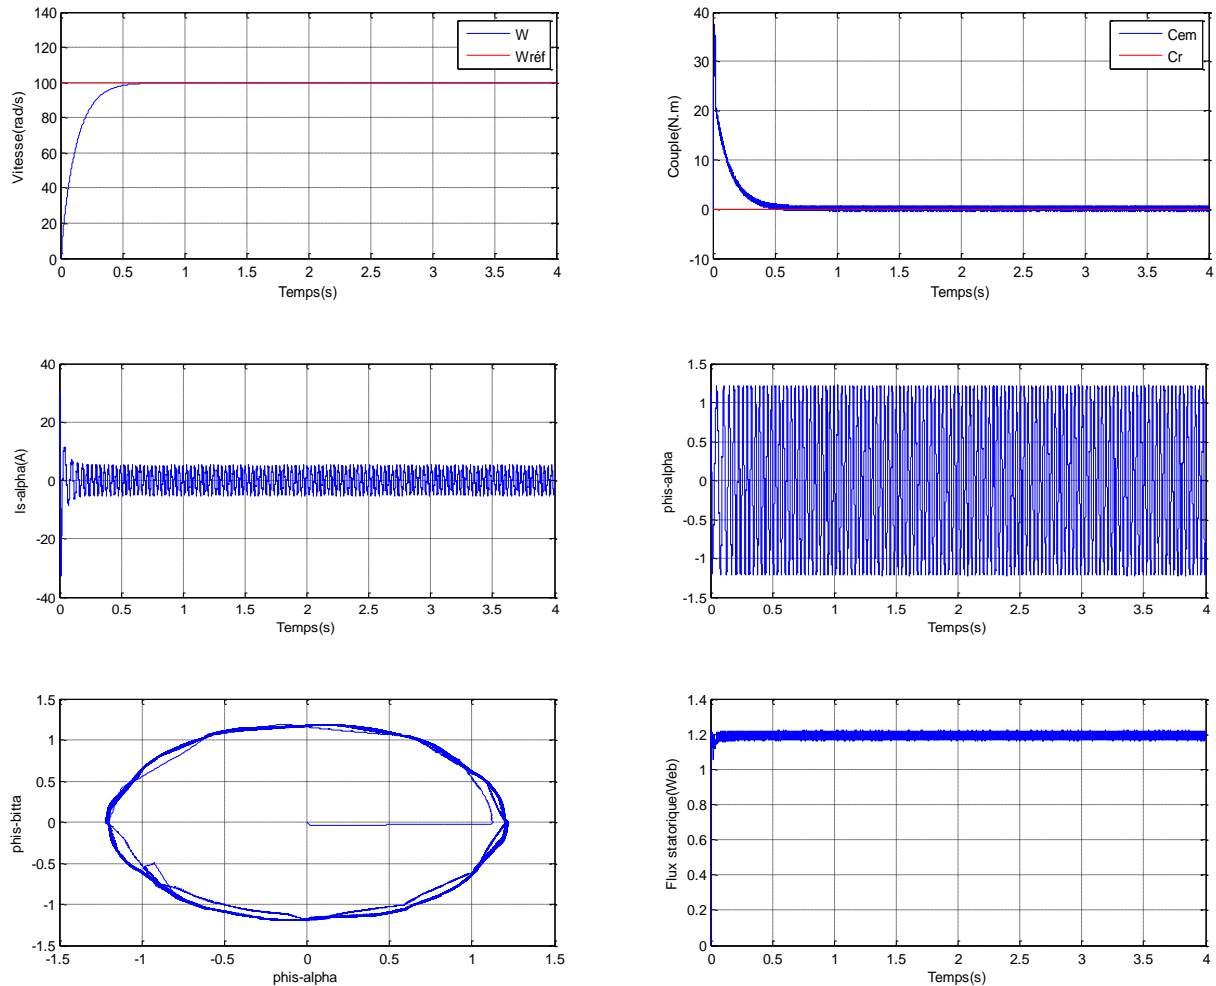 140
120
100
80
60
40
20
0
Vitesse(rad/s)
W
Wréf
0 0.5 1 1.5 2 2.5 3 3.5 4
Temps(s)
40
30
20
10
0
-10
Couple(N.m)
Cem
Cr
0 0.5 1 1.5 2 2.5 3 3.5 4
Temps(s)
40
20
0
-20
-40
Is-alpha(A)
0 0.5 1 1.5 2 2.5 3 3.5 4
Temps(s)
1.5
1
0.5
0
-0.5
-1
-1.5
phis-alpha
0 0.5 1 1.5 2 2.5 3 3.5 4
Temps(s)
1.5
1
0.5
0
-0.5
-1
-1.5
phis-bitta
-1.5 -1 -0.5 0 0.5 1 1.5
phis-alpha
1.4
1.2
1
0.8
0.6
0.4
0.2
0
Flux statorique(Web)
0 0.5 1 1.5 2 2.5 3 3.5 4
Temps(s)